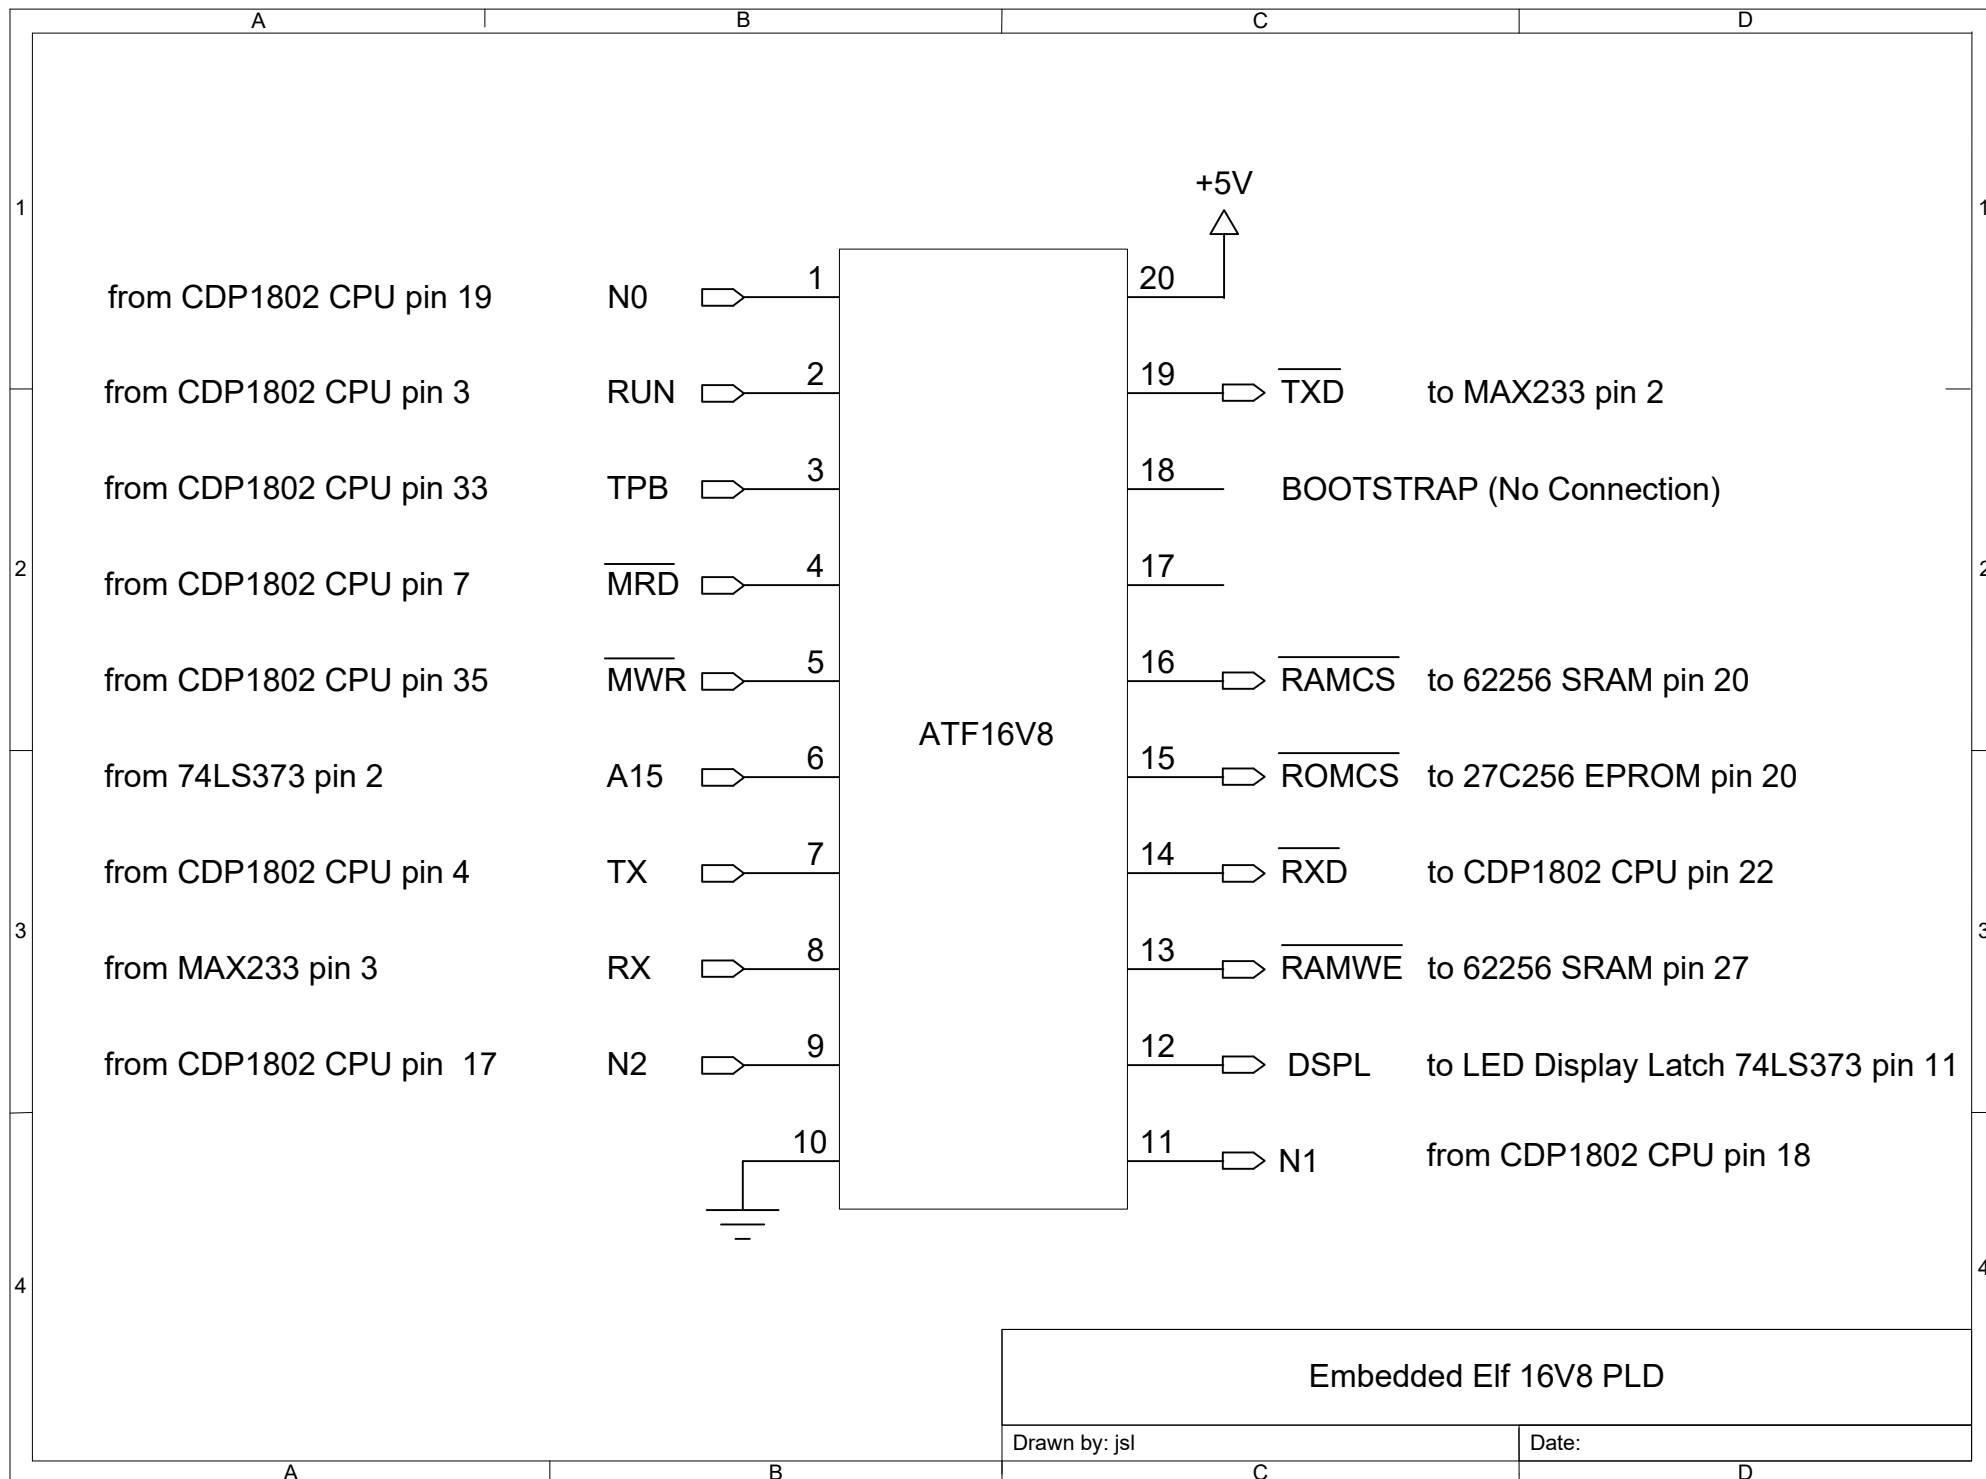 A B C D
1 1
+5V
from CDP1802 CPU pin 19 N0 1 20
from CDP1802 CPU pin 3 RUN 2 19 TXD to MAX233 pin 2
from CDP1802 CPU pin 33 TPB 3 18 BOOTSTRAP (No Connection)
2 2
from CDP1802 CPU pin 7 MRD 4 17
from CDP1802 CPU pin 35 MWR 5 16 RAMCS to 62256 SRAM pin 20
ATF16V8
from 74LS373 pin 2 A15 6 15 ROMCS to 27C256 EPROM pin 20
from CDP1802 CPU pin 4 TX 7 14 RXD to CDP1802 CPU pin 22
3 3
from MAX233 pin 3 RX 8 13 RAMWE to 62256 SRAM pin 27
from CDP1802 CPU pin 17 N2 9 12 DSPL to LED Display Latch 74LS373 pin 11
10 11 N1 from CDP1802 CPU pin 18
4 4
Embedded Elf 16V8 PLD
Drawn by: jsl Date:
A B C D